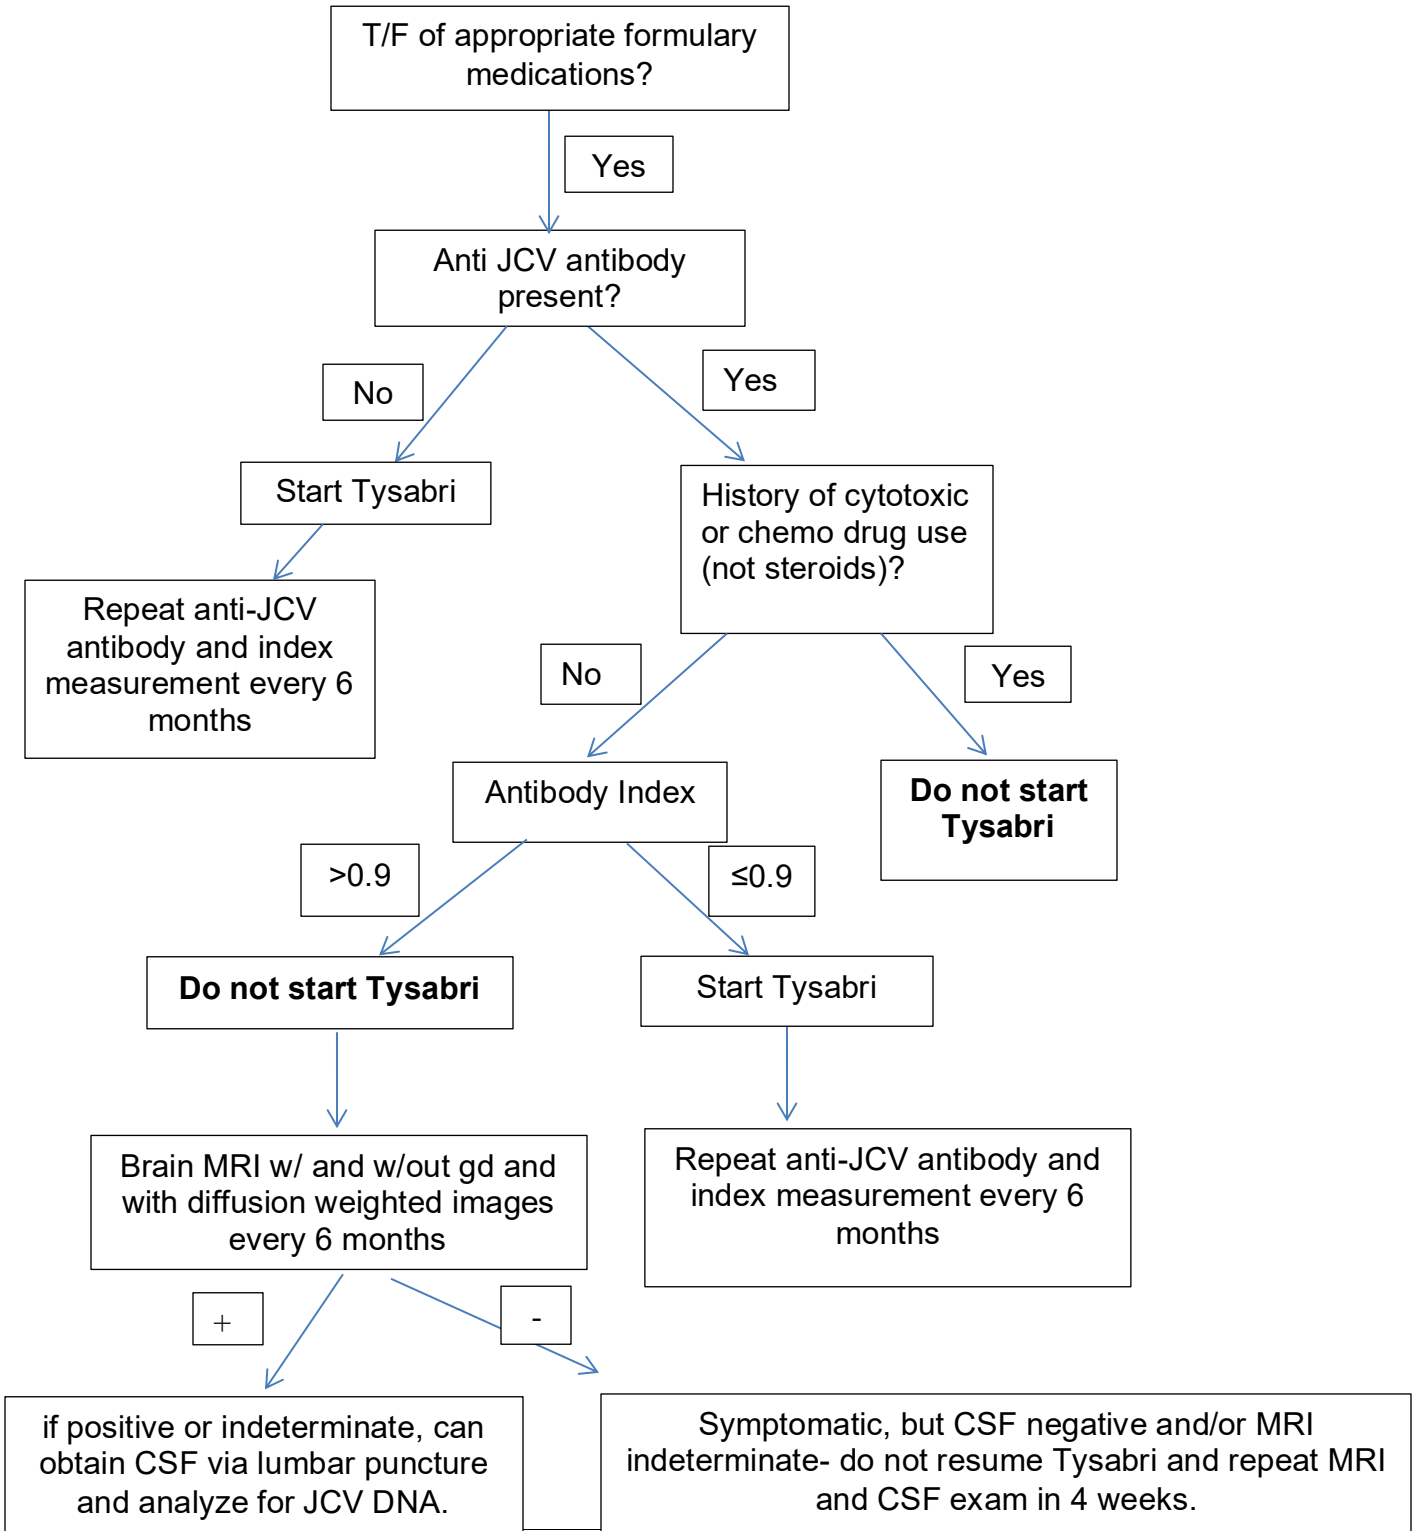 T/F of appropriate formulary
medications?
Yes
Anti JCV antibody
present?
No
Yes
Start Tysabri
History of cytotoxic
or chemo drug use
(not steroids)?
Repeat anti-JCV
antibody and index
measurement every 6
months
No
Yes
Antibody Index
Do not start
Tysabri
>0.9
≤0.9
Do not start Tysabri
Start Tysabri
Brain MRI w/ and w/out gd and
with diffusion weighted images
every 6 months
Repeat anti-JCV antibody and
index measurement every 6
months
+
-
if positive or indeterminate, can
obtain CSF via lumbar puncture
and analyze for JCV DNA.
Symptomatic, but CSF negative and/or MRI
indeterminate- do not resume Tysabri and repeat MRI
and CSF exam in 4 weeks.